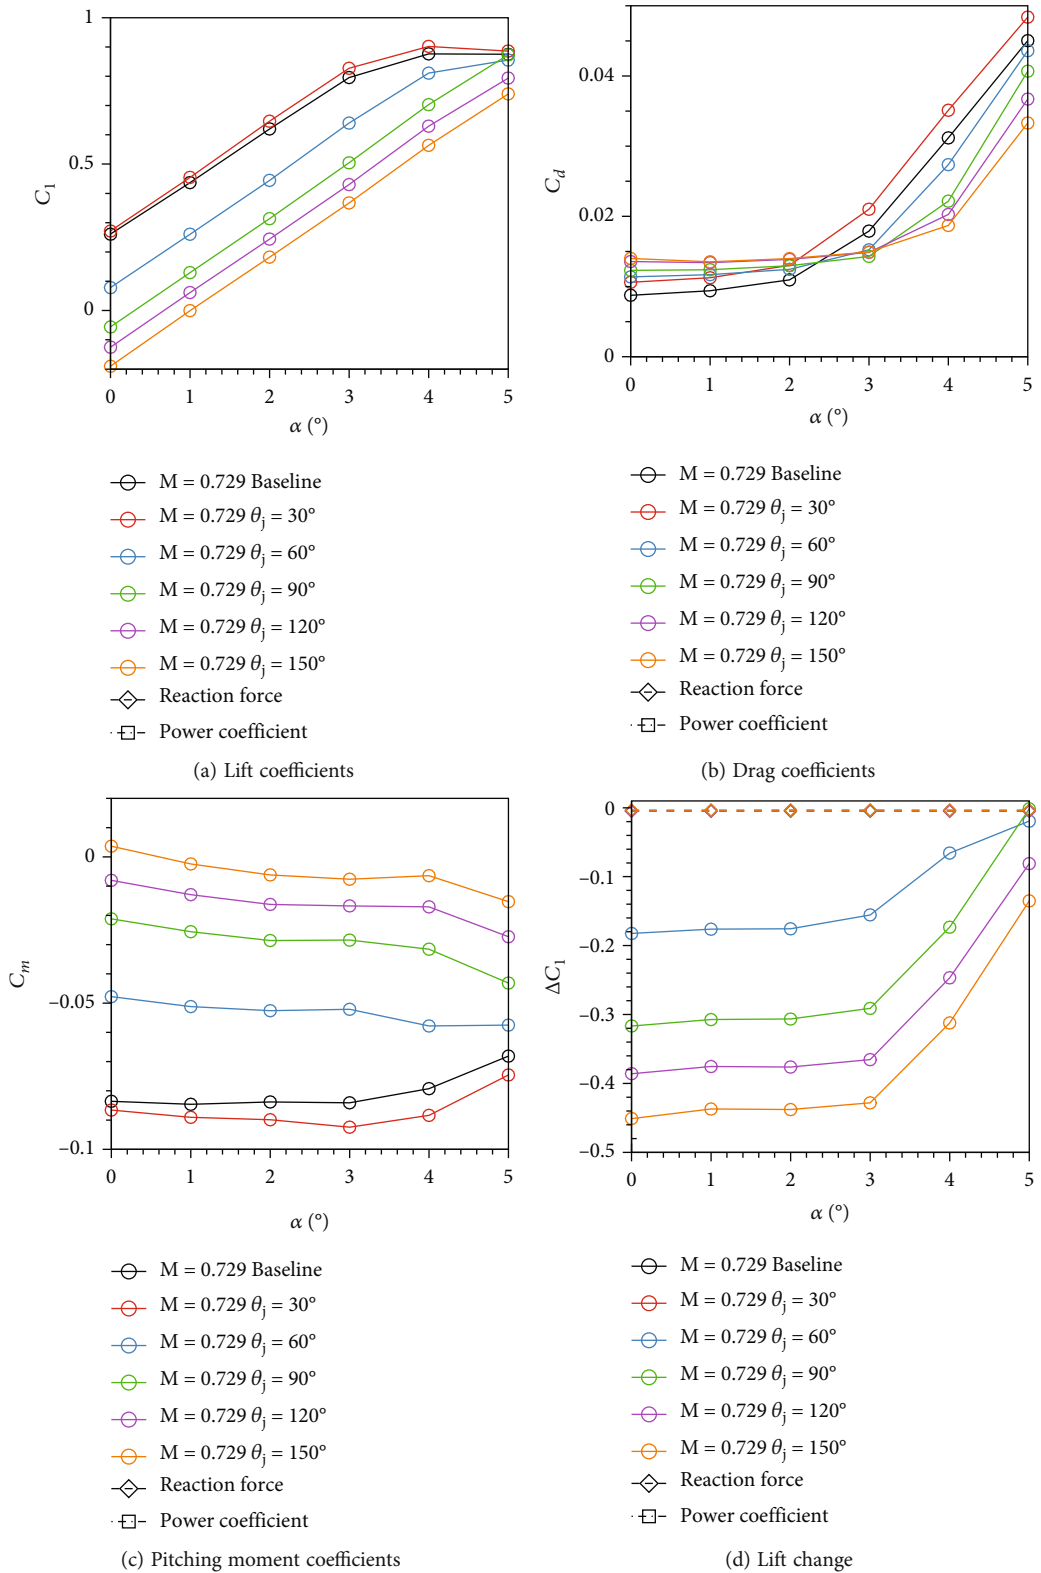 1
0.5
0
C₁
0 1 2 3 4 5
α (°)
M = 0.729 Baseline
M = 0.729 θⱼ = 30°
M = 0.729 θⱼ = 60°
M = 0.729 θⱼ = 90°
M = 0.729 θⱼ = 120°
M = 0.729 θⱼ = 150°
Reaction force
Power coefficient
(a) Lift coefficients
0.04
0.02
0
C_d
0 1 2 3 4 5
α (°)
M = 0.729 Baseline
M = 0.729 θⱼ = 30°
M = 0.729 θⱼ = 60°
M = 0.729 θⱼ = 90°
M = 0.729 θⱼ = 120°
M = 0.729 θⱼ = 150°
Reaction force
Power coefficient
(b) Drag coefficients
0
–0.05
–0.1
C_m
0 1 2 3 4 5
α (°)
M = 0.729 Baseline
M = 0.729 θⱼ = 30°
M = 0.729 θⱼ = 60°
M = 0.729 θⱼ = 90°
M = 0.729 θⱼ = 120°
M = 0.729 θⱼ = 150°
Reaction force
Power coefficient
(c) Pitching moment coefficients
0
–0.1
–0.2
–0.3
–0.4
–0.5
ΔC₁
0 1 2 3 4 5
α (°)
M = 0.729 Baseline
M = 0.729 θⱼ = 30°
M = 0.729 θⱼ = 60°
M = 0.729 θⱼ = 90°
M = 0.729 θⱼ = 120°
M = 0.729 θⱼ = 150°
Reaction force
Power coefficient
(d) Lift change